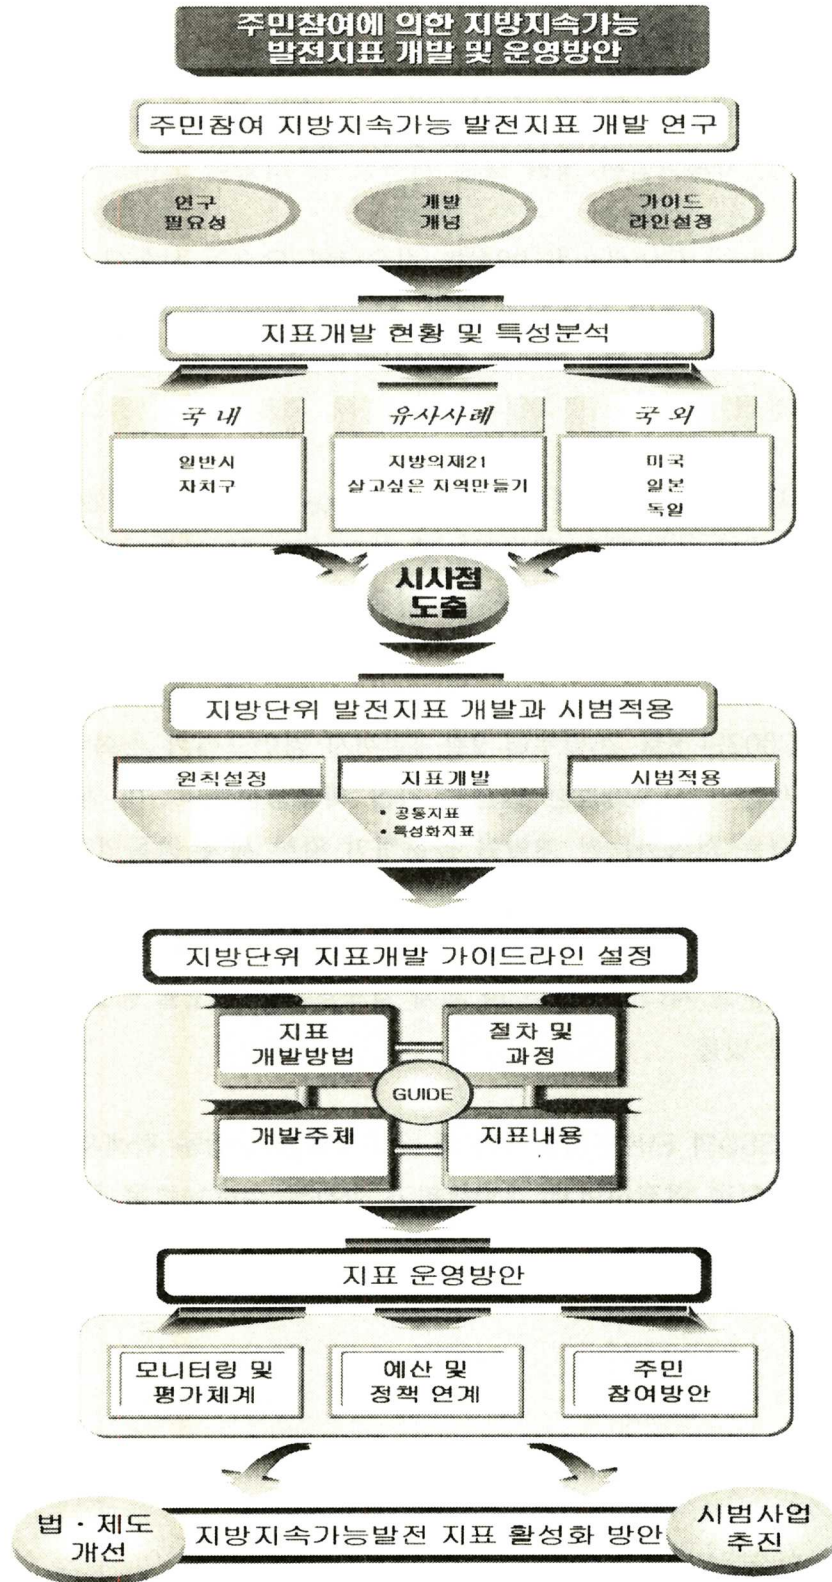 주민참여에 의한 지방지속가능
발전지표 개발 및 운영방안
주민참여 지방지속가능 발전지표 개발 연구
연구
필요성
개발
개념
가이드
라인설정
지표개발 현황 및 특성분석
국 내
일반시
자치구
유사사례
지방의제21
살고싶은 지역만들기
국 외
미국
일본
독일
시사점
도출
지방단위 발전지표 개발과 시범적용
원칙설정
지표개발
• 공통지표
• 특성화지표
시범적용
지방단위 지표개발 가이드라인 설정
지표
개발방법
절차 및
과정
GUIDE
개발주체
지표내용
지표 운영방안
모니터링 및
평가체계
예산 및
정책 연계
주민
참여방안
법 · 제도
개선
지방지속가능발전 지표 활성화 방안
시범사업
추진